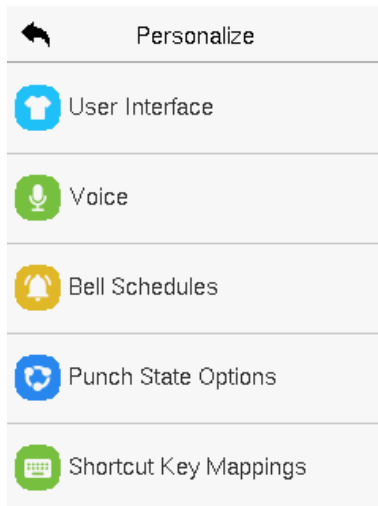 Personalize
User Interface
Voice
Bell Schedules
Punch State Options
Shortcut Key Mappings